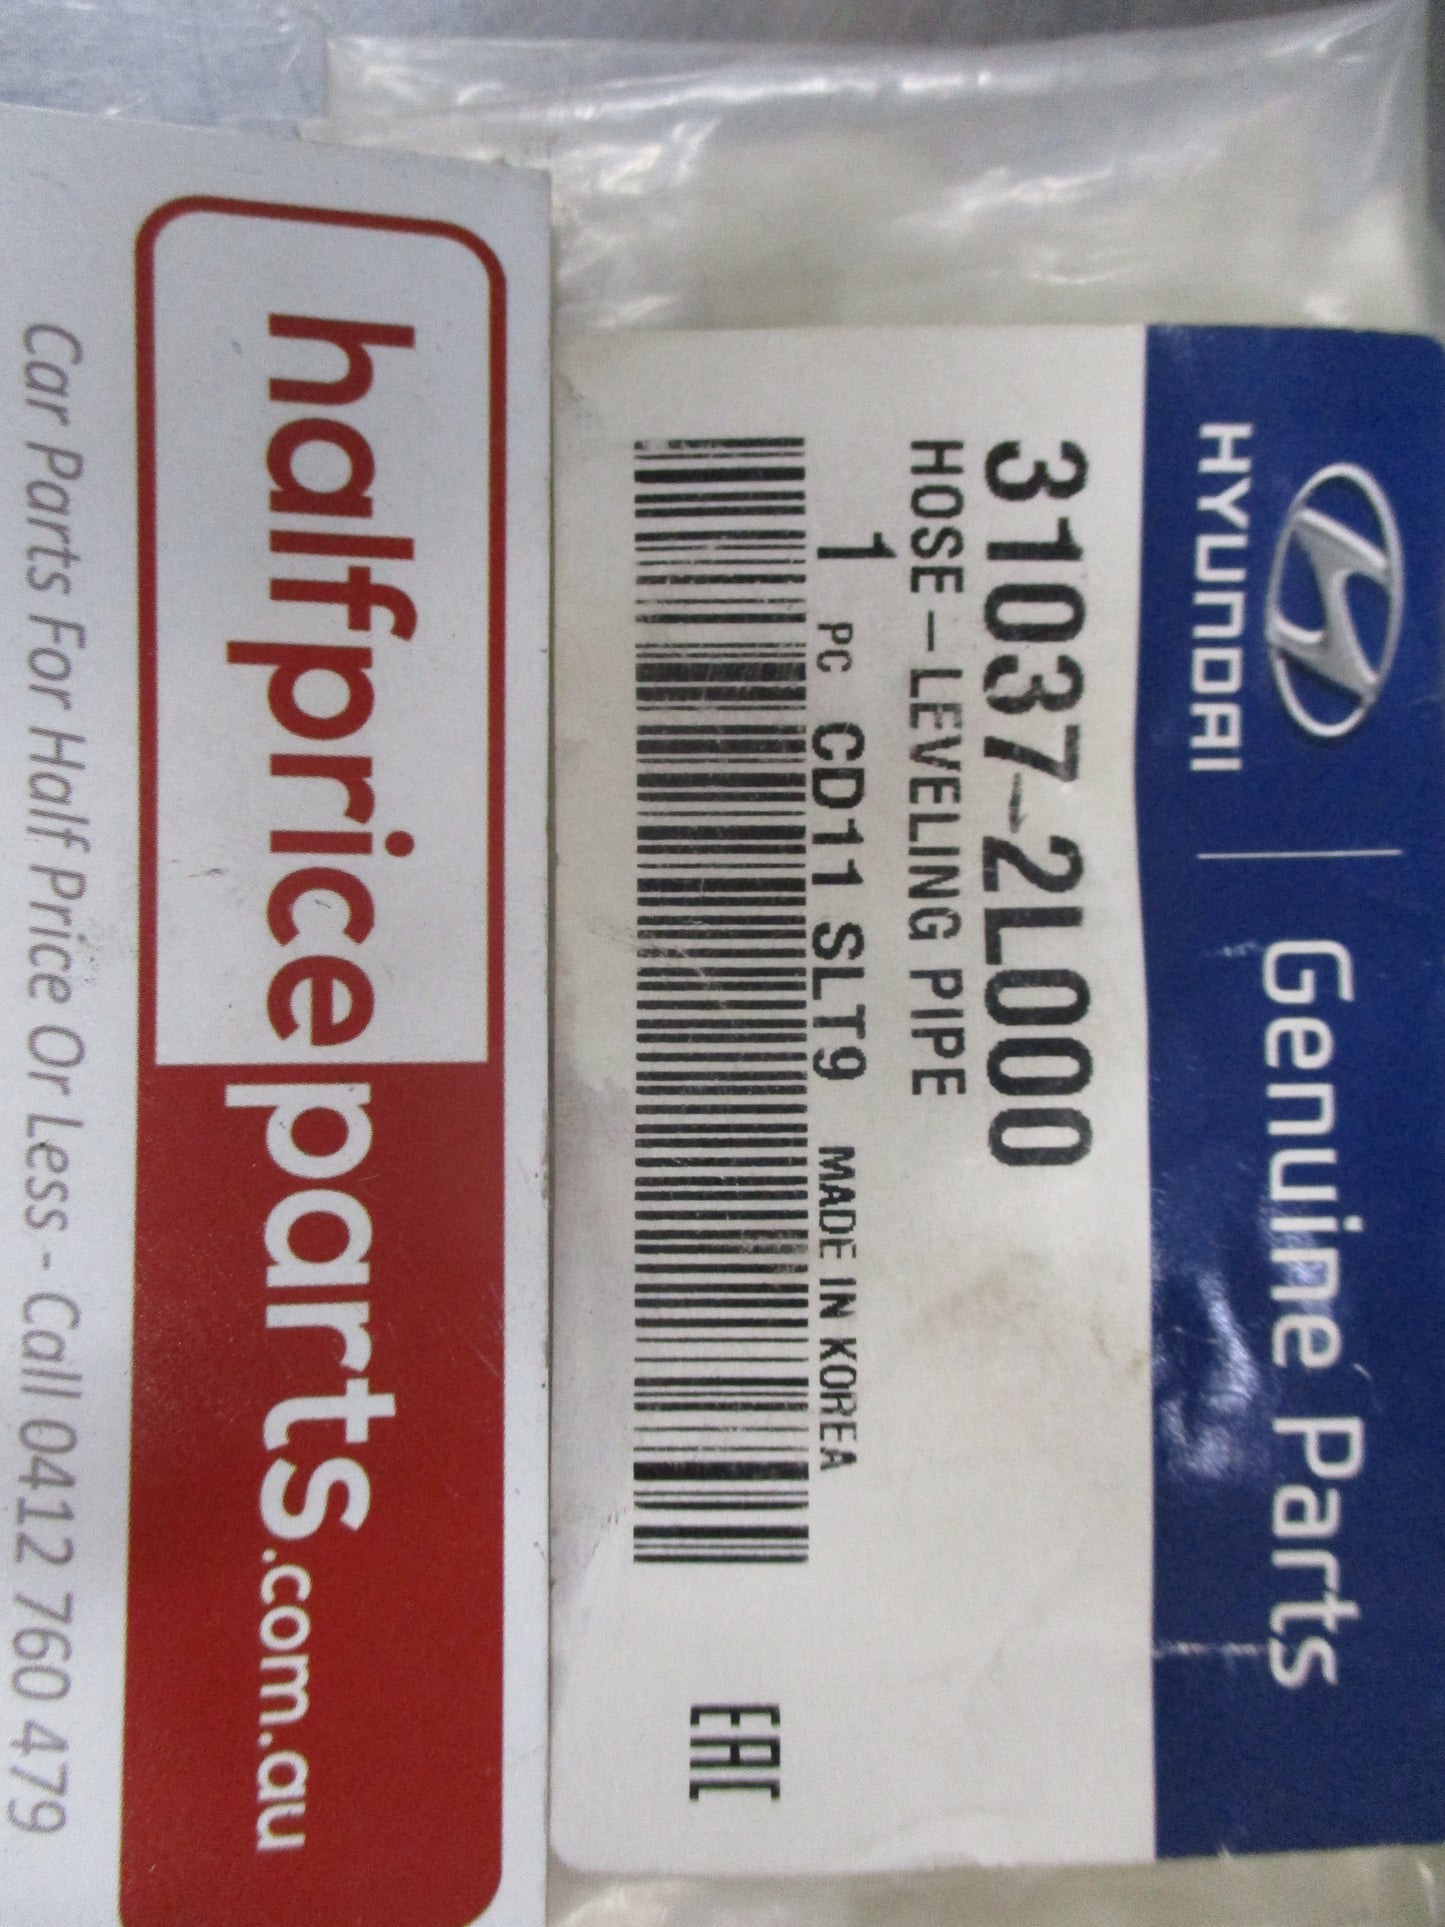 HYUNDAI | Genuine Parts
31037-2L000
HOSE-LEVELING PIPE
1 PC CD11 SLT9 MADE IN KOREA
EAC
halfpriceparts.com.au
Car Parts For Half Price Or Less - Call 0412 760 479